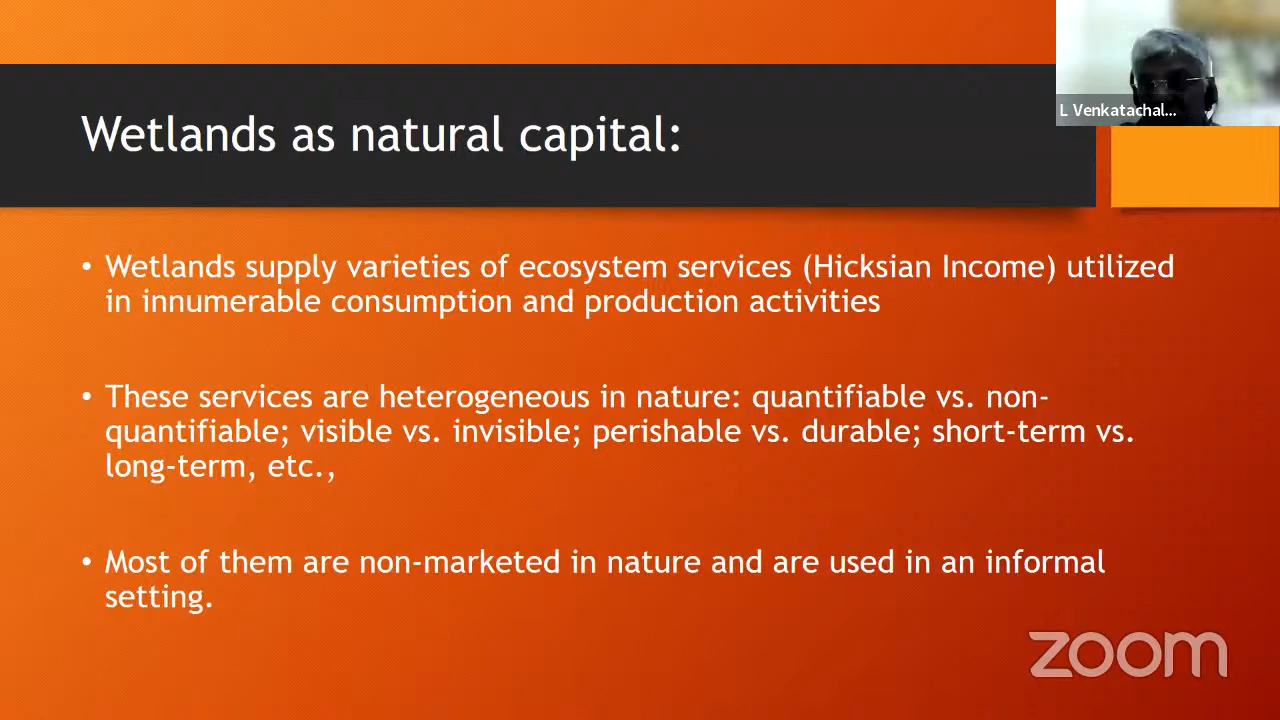 L Venkatachal...
Wetlands as natural capital:
• Wetlands supply varieties of ecosystem services (Hicksian Income) utilized
in innumerable consumption and production activities
• These services are heterogeneous in nature: quantifiable vs. non-
quantifiable; visible vs. invisible; perishable vs. durable; short-term vs.
long-term, etc.,
• Most of them are non-marketed in nature and are used in an informal
setting.
zoom